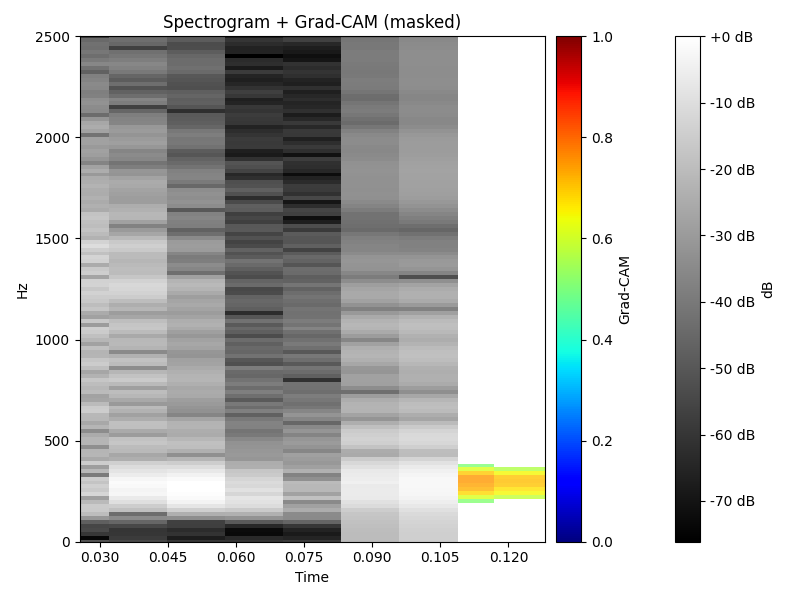 Spectrogram + Grad-CAM (masked)
2500
2000
1500
1000
500
0
Hz
0.030
0.045
0.060
0.075
0.090
0.105
0.120
Time
1.0
0.8
0.6
0.4
0.2
0.0
Grad-CAM
+0 dB
-10 dB
-20 dB
-30 dB
-40 dB
-50 dB
-60 dB
-70 dB
dB